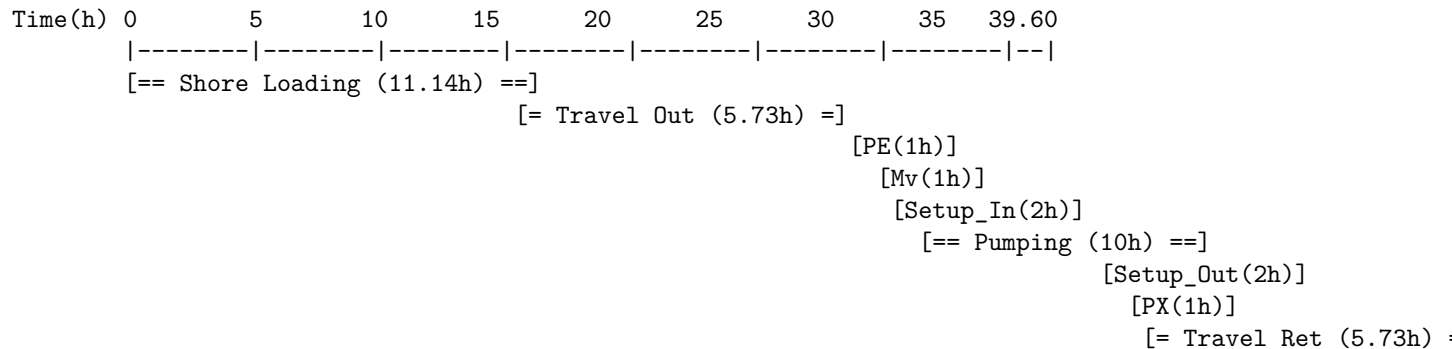 Time(h) 0 5 10 15 20 25 30 35 39.60
|--------|--------|--------|--------|--------|--------|--------|--|
[== Shore Loading (11.14h) ==]
[= Travel Out (5.73h) =]
[PE(1h)]
[Mv(1h)]
[Setup_In(2h)]
[== Pumping (10h) ==]
[Setup_Out(2h)]
[PX(1h)]
[= Travel Ret (5.73h) =